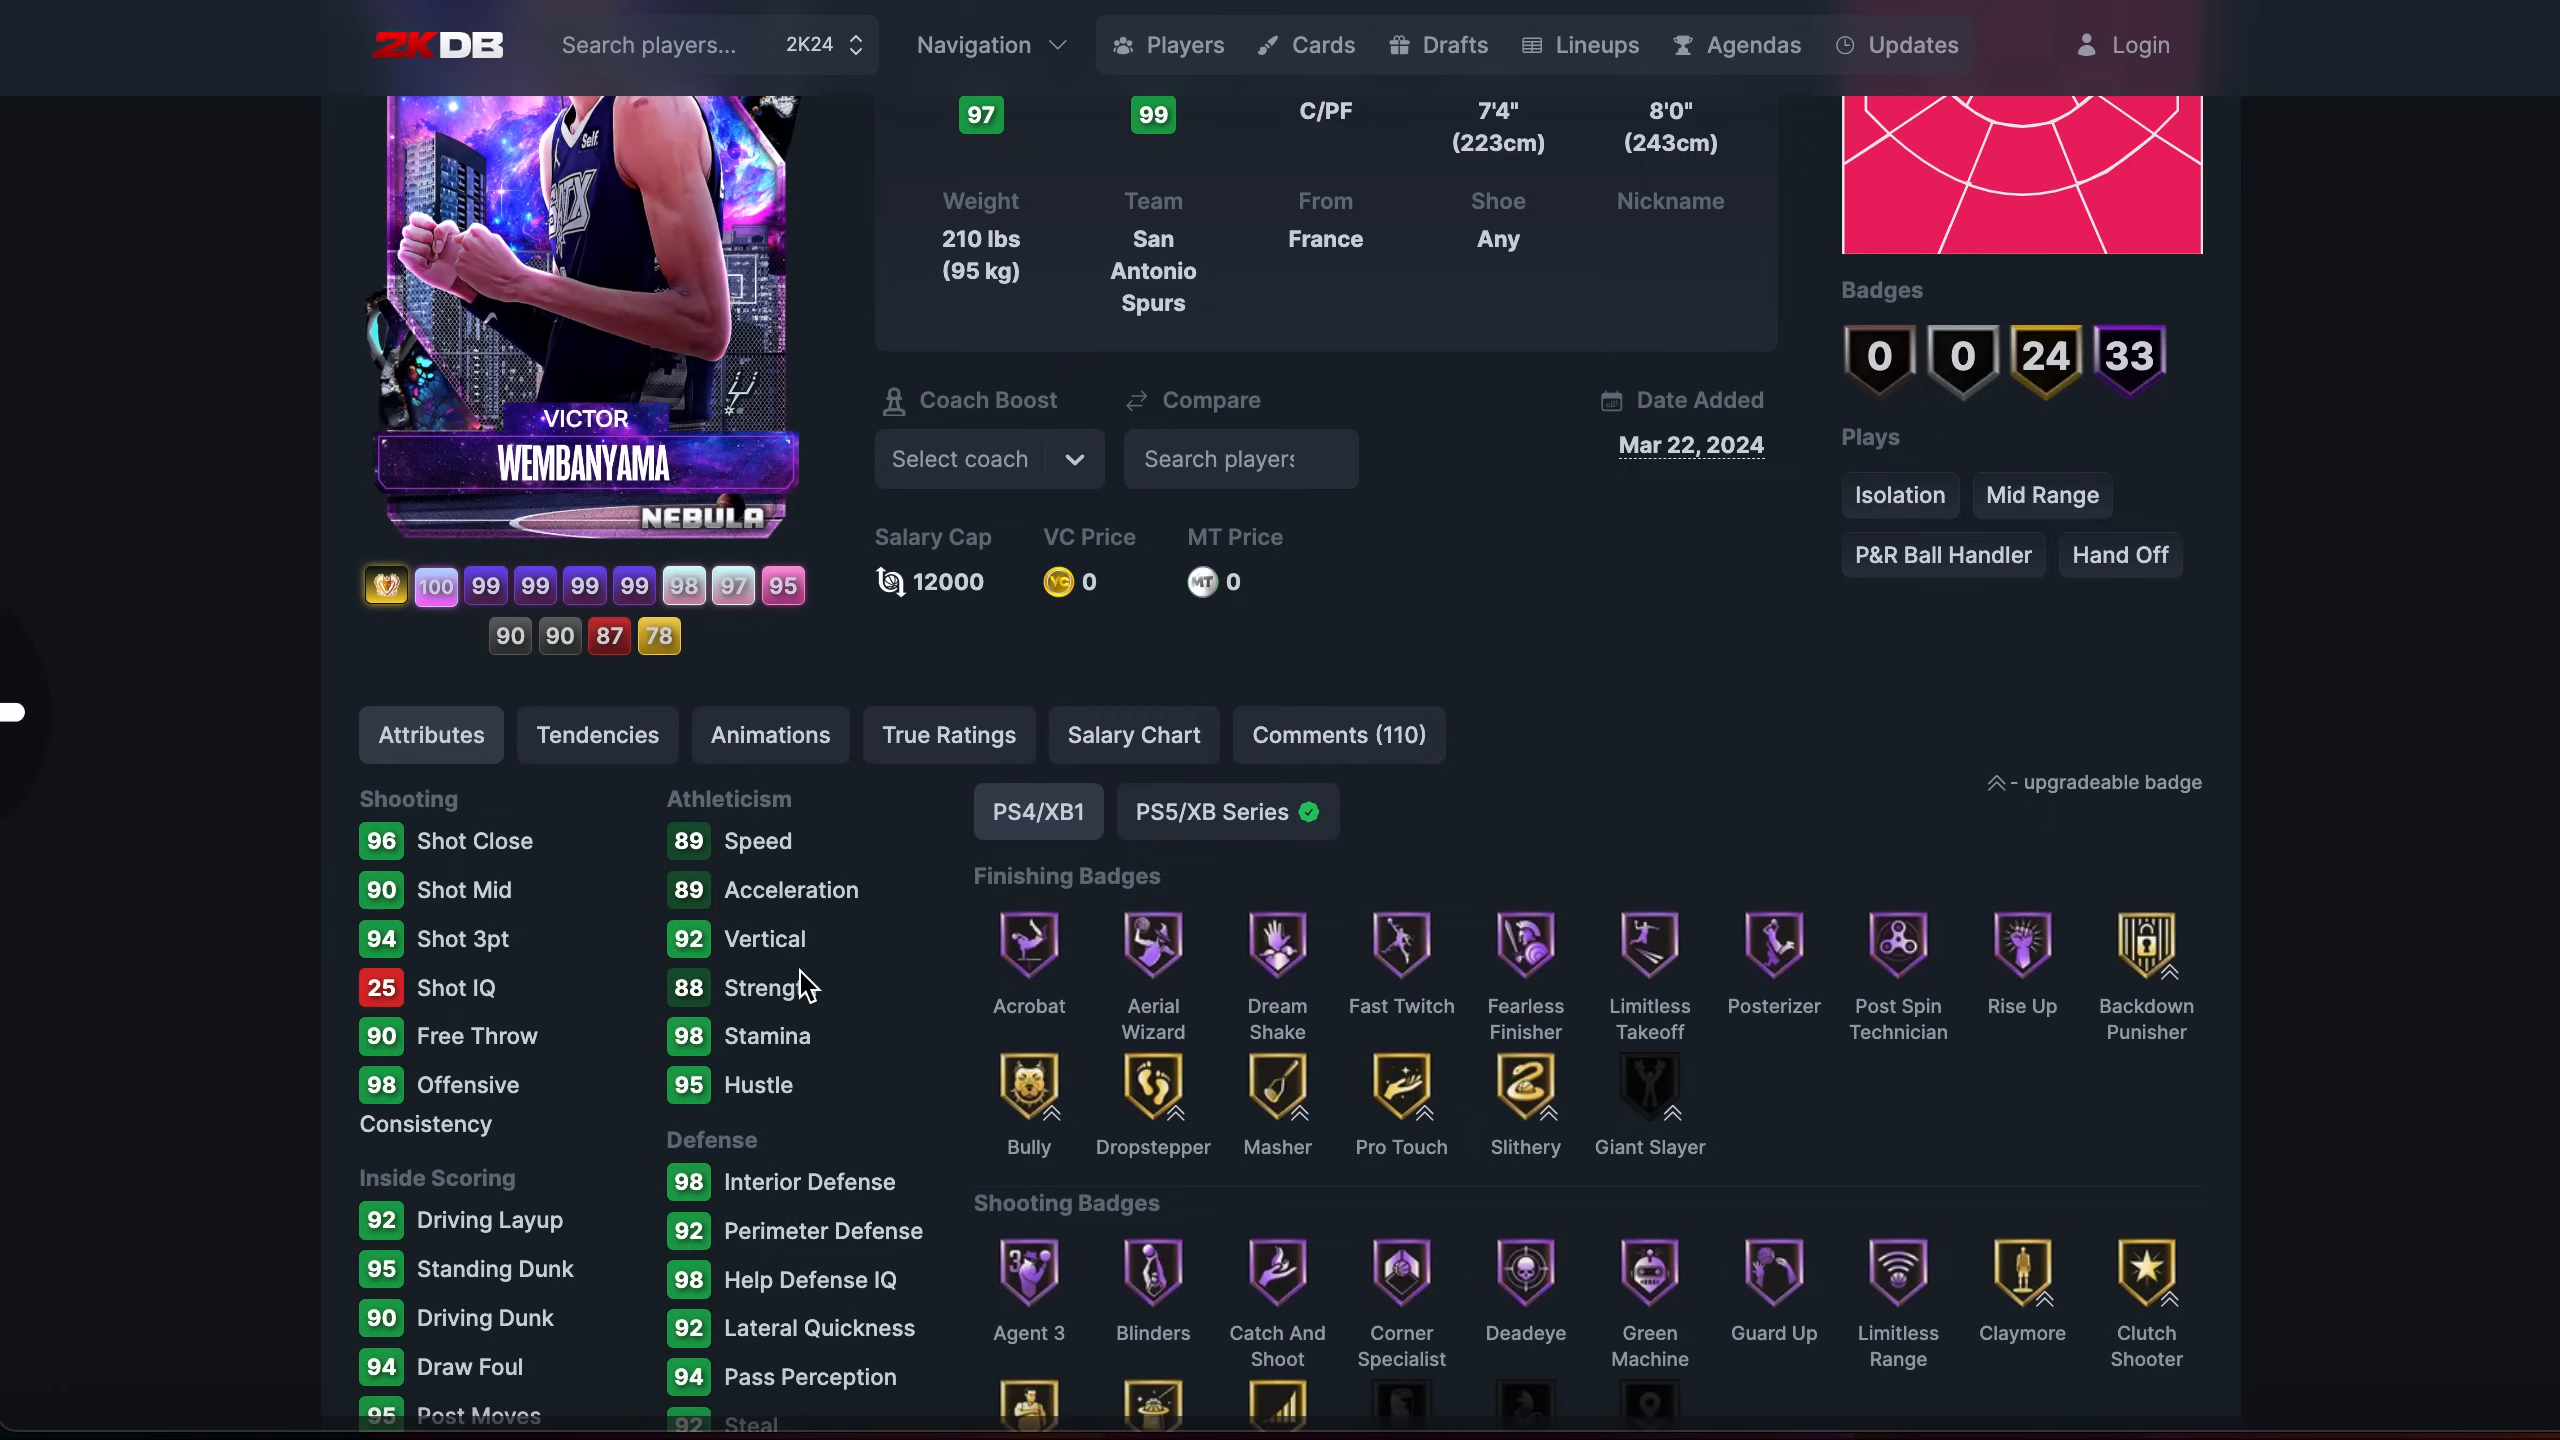 2KDB
Search players...
2K24
Navigation
Players
Cards
Drafts
Lineups
Agendas
Updates
Login
97
99
C/PF
7'4"
(223cm)
8'0"
(243cm)
Weight
Team
From
Shoe
Nickname
210 lbs
(95 kg)
San
Antonio
Spurs
France
Any
Self.
VICTOR
WEMBANYAMA
NEBULA
100 99 99 99 99 98 97 95
90 90 87 78
Coach Boost
Compare
Date Added
Select coach
Search players
Mar 22, 2024
Salary Cap
VC Price
MT Price
12000
VC 0
MT 0
Badges
0 0 24 33
Plays
Isolation
Mid Range
P&R Ball Handler
Hand Off
Attributes
Tendencies
Animations
True Ratings
Salary Chart
Comments (110)
Shooting
96 Shot Close
90 Shot Mid
94 Shot 3pt
25 Shot IQ
90 Free Throw
98 Offensive
Consistency
Inside Scoring
92 Driving Layup
95 Standing Dunk
90 Driving Dunk
94 Draw Foul
95 Post Moves
Athleticism
89 Speed
89 Acceleration
92 Vertical
88 Strength
98 Stamina
95 Hustle
Defense
98 Interior Defense
92 Perimeter Defense
98 Help Defense IQ
92 Lateral Quickness
94 Pass Perception
92 Steal
PS4/XB1
PS5/XB Series
- upgradeable badge
Finishing Badges
Acrobat
Aerial
Wizard
Dream
Shake
Fast Twitch
Fearless
Finisher
Limitless
Takeoff
Posterizer
Post Spin
Technician
Rise Up
Backdown
Punisher
Bully
Dropstepper
Masher
Pro Touch
Slithery
Giant Slayer
Shooting Badges
3
Agent 3
Blinders
Catch And
Shoot
Corner
Specialist
Deadeye
Green
Machine
Guard Up
Limitless
Range
Claymore
Clutch
Shooter